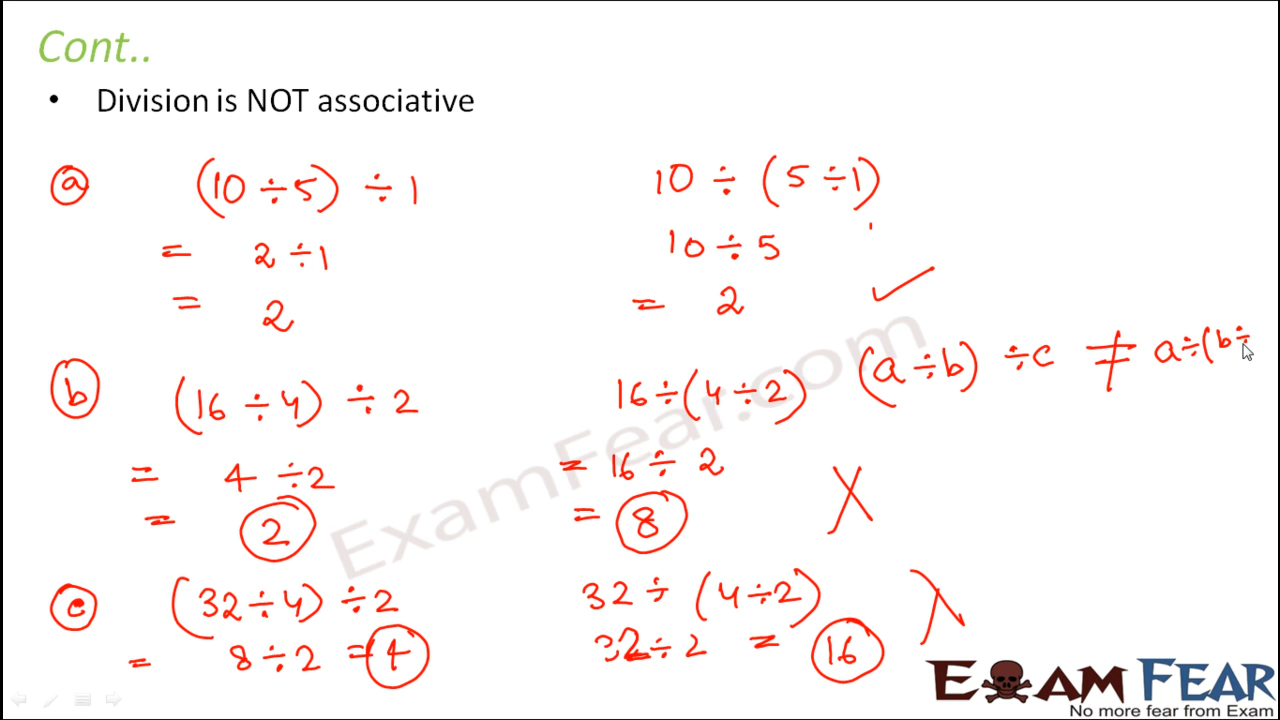 Cont..
• Division is NOT associative
(a) (10 ÷ 5) ÷ 1
= 2 ÷ 1
= 2
10 ÷ (5 ÷ 1)
10 ÷ 5
= 2 ✓
(b) (16 ÷ 4) ÷ 2
= 4 ÷ 2
= 2
16 ÷ (4 ÷ 2)
= 16 ÷ 2
= 8 X
(a ÷ b) ÷ c ≠ a ÷ (b ÷
(c) (32 ÷ 4) ÷ 2
= 8 ÷ 2 = 4
32 ÷ (4 ÷ 2)
32 ÷ 2 = 16 X
ExamFear.com
EXAM FEAR
No more fear from Exam